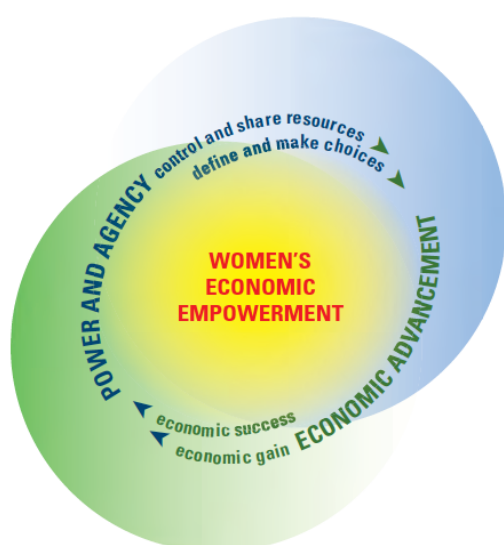 POWER AND AGENCY
control and share resources
define and make choices
WOMEN'S
ECONOMIC
EMPOWERMENT
ECONOMIC ADVANCEMENT
economic success
economic gain